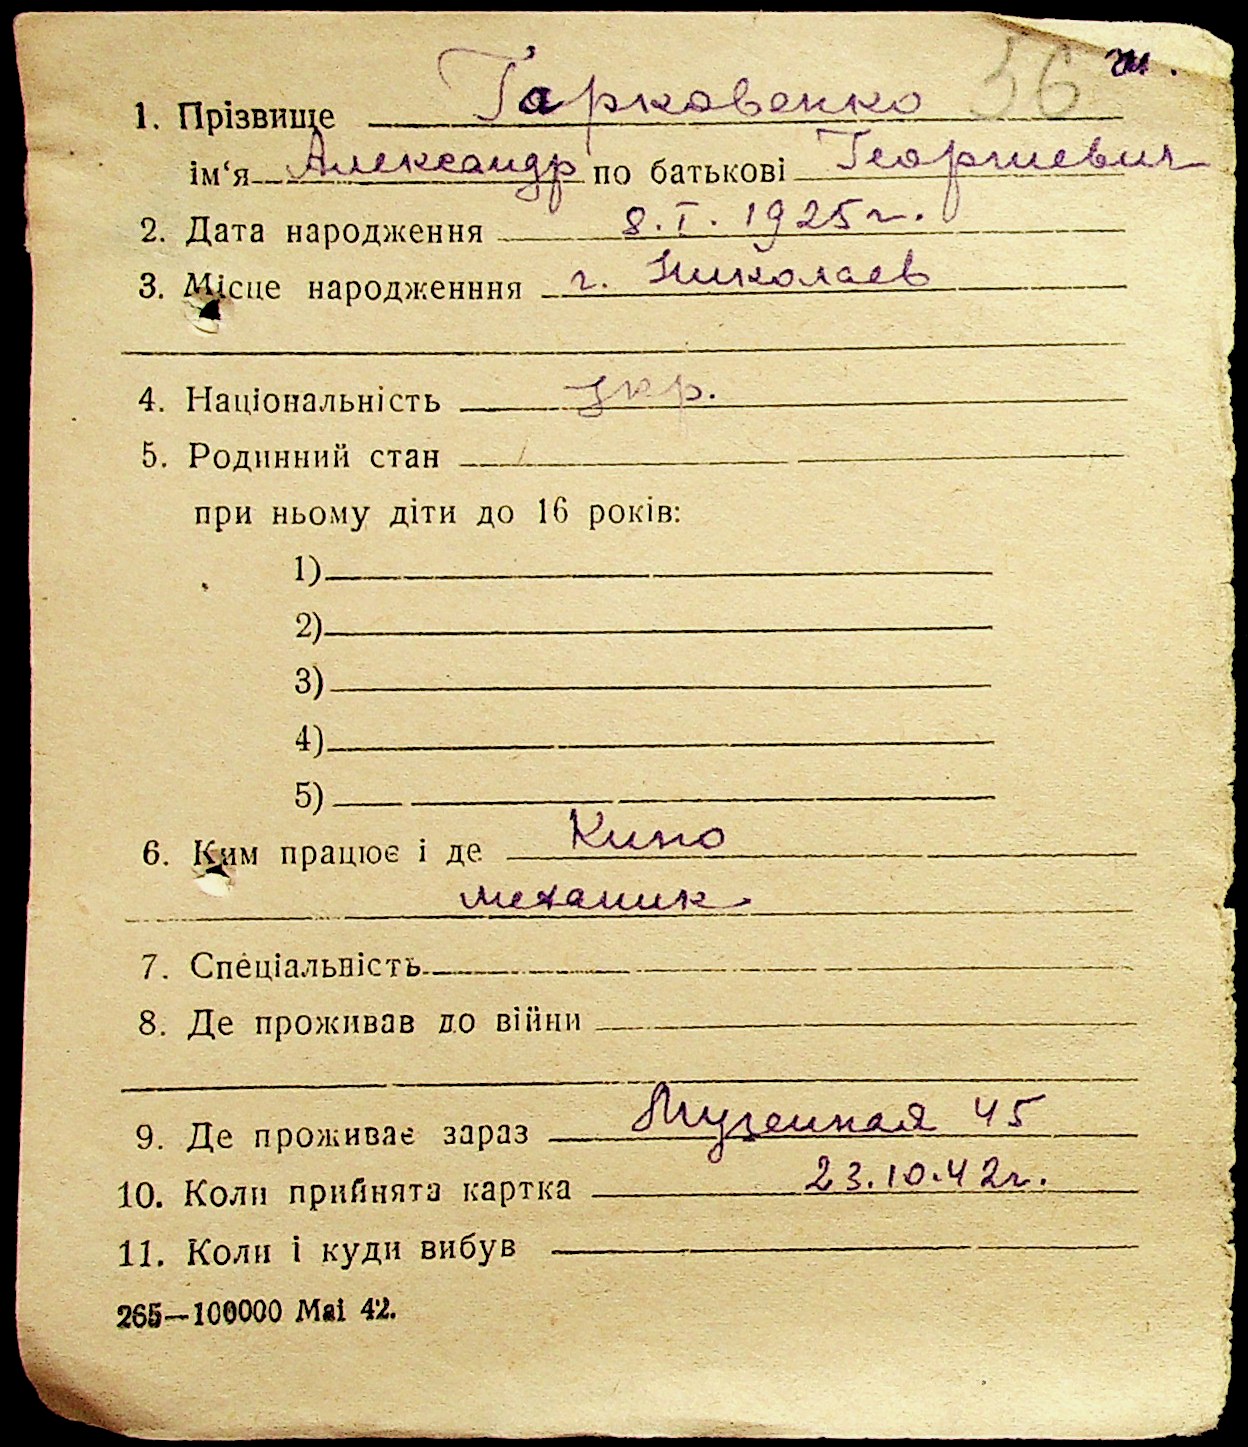 36 ги.
1. Прізвище Гарковенко
ім‘я Александр по батькові Георгиевич
2. Дата народження 8.I.1925г.
3. Місце народженння г. Николаев
4. Національність укр.
5. Родинний стан
при ньому діти до 16 років:
1)
2)
3)
4)
5)
6. Ким працює і де Кино
механик
7. Спеціальність
8. Де проживав до війни
9. Де проживає зараз Музейная 45
10. Коли прийнята картка 23.10.42г.
11. Коли і куди вибув
265—100000 Mai 42.